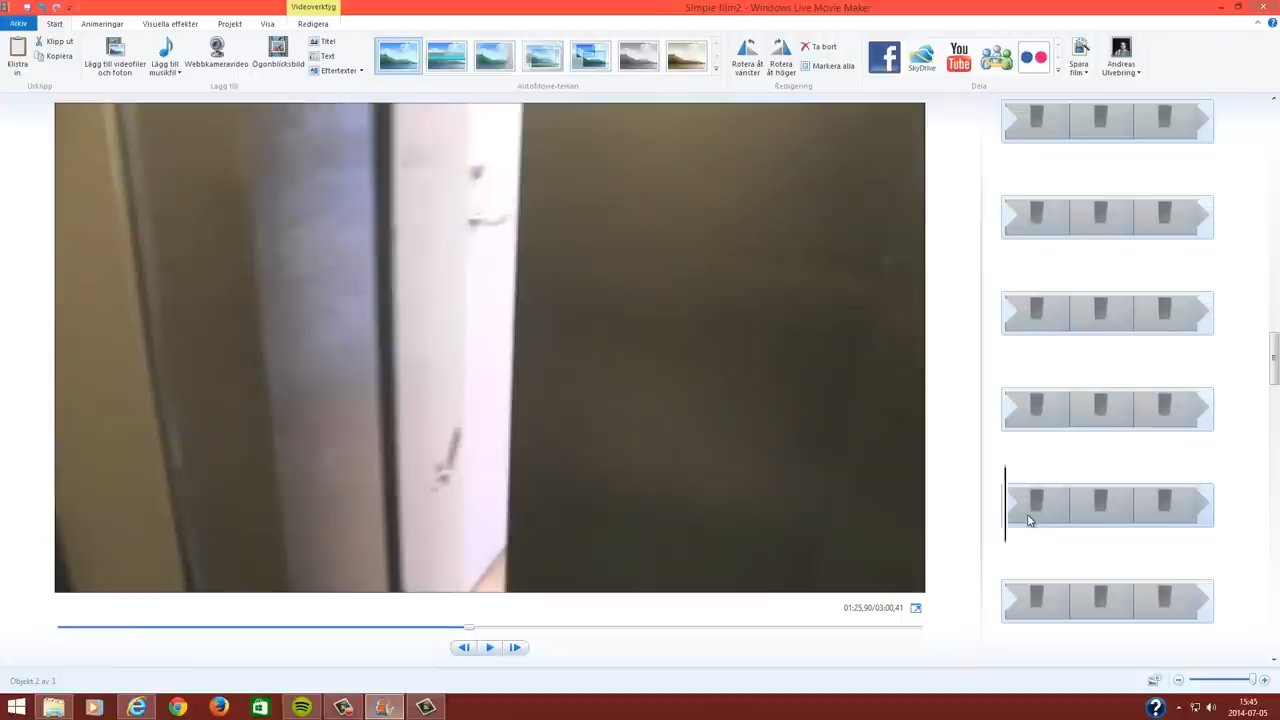 Simple film2 - Windows Live Movie Maker
Videoverktyg
Arkiv Start Animeringar Visuella effekter Projekt Visa Redigera
Klistra in
Klipp ut
Kopiera
Urklipp
Lägg till videofiler och foton
Lägg till musikfil
Webbkameravideo
Ögonblicksbild
Titel
Text
Eftertexter
Lägg till
AutoMovie-teman
Rotera åt vänster
Rotera åt höger
Ta bort
Markera alla
Redigering
SkyDrive
You Tube
Dela
Spara film
Andreas Ulvebring
01:25,90/03:00,41
Objekt 2 av 3
15:45
2014-07-05